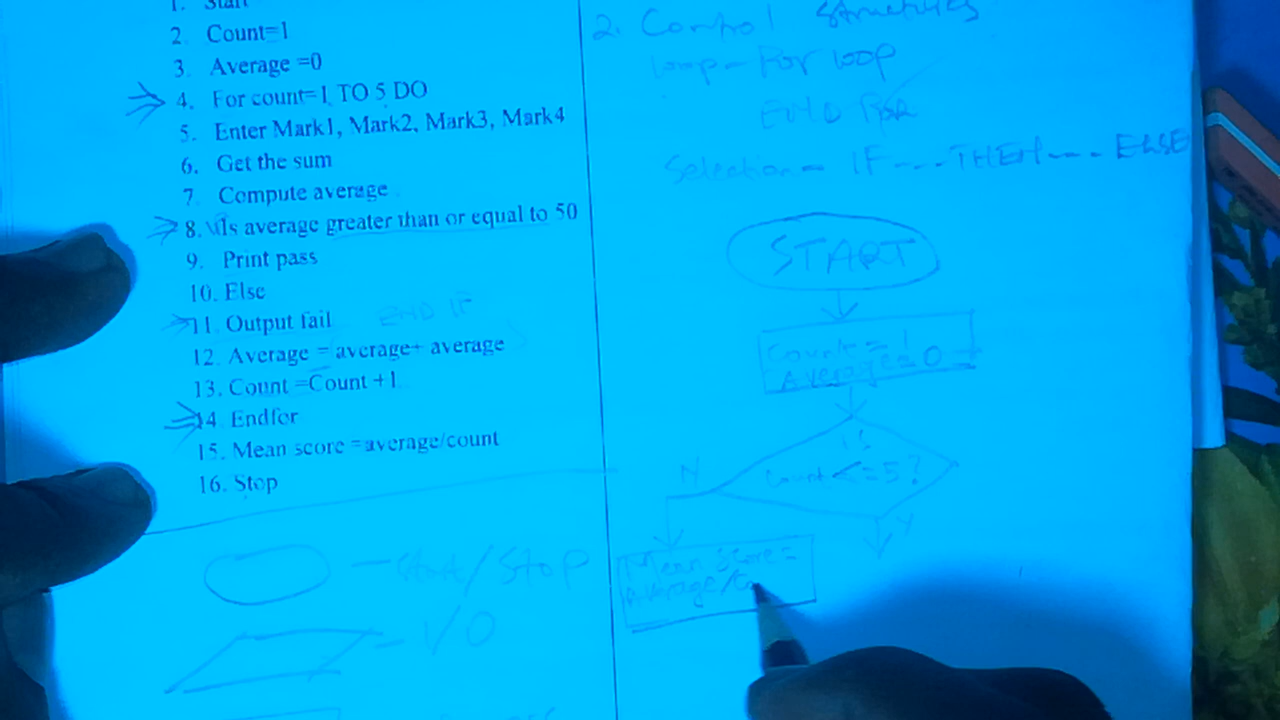 1. Start
2. Count=1
3. Average =0
4. For count=1 TO 5 DO
5. Enter Mark1, Mark2, Mark3, Mark4
6. Get the sum
7. Compute average
8. Is average greater than or equal to 50
9. Print pass
10. Else
11. Output fail END IF
12. Average = average+ average
13. Count =Count +1
14. Endfor
15. Mean score =average/count
16. Stop
Start/Stop
I/O
2. Control Structures
loop - For loop
END FOR
Selection - IF --- THEN --- ELSE
START
Count = 1
Average = 0
is
Count <= 5?
N
Y
Mean Score =
Average/Co